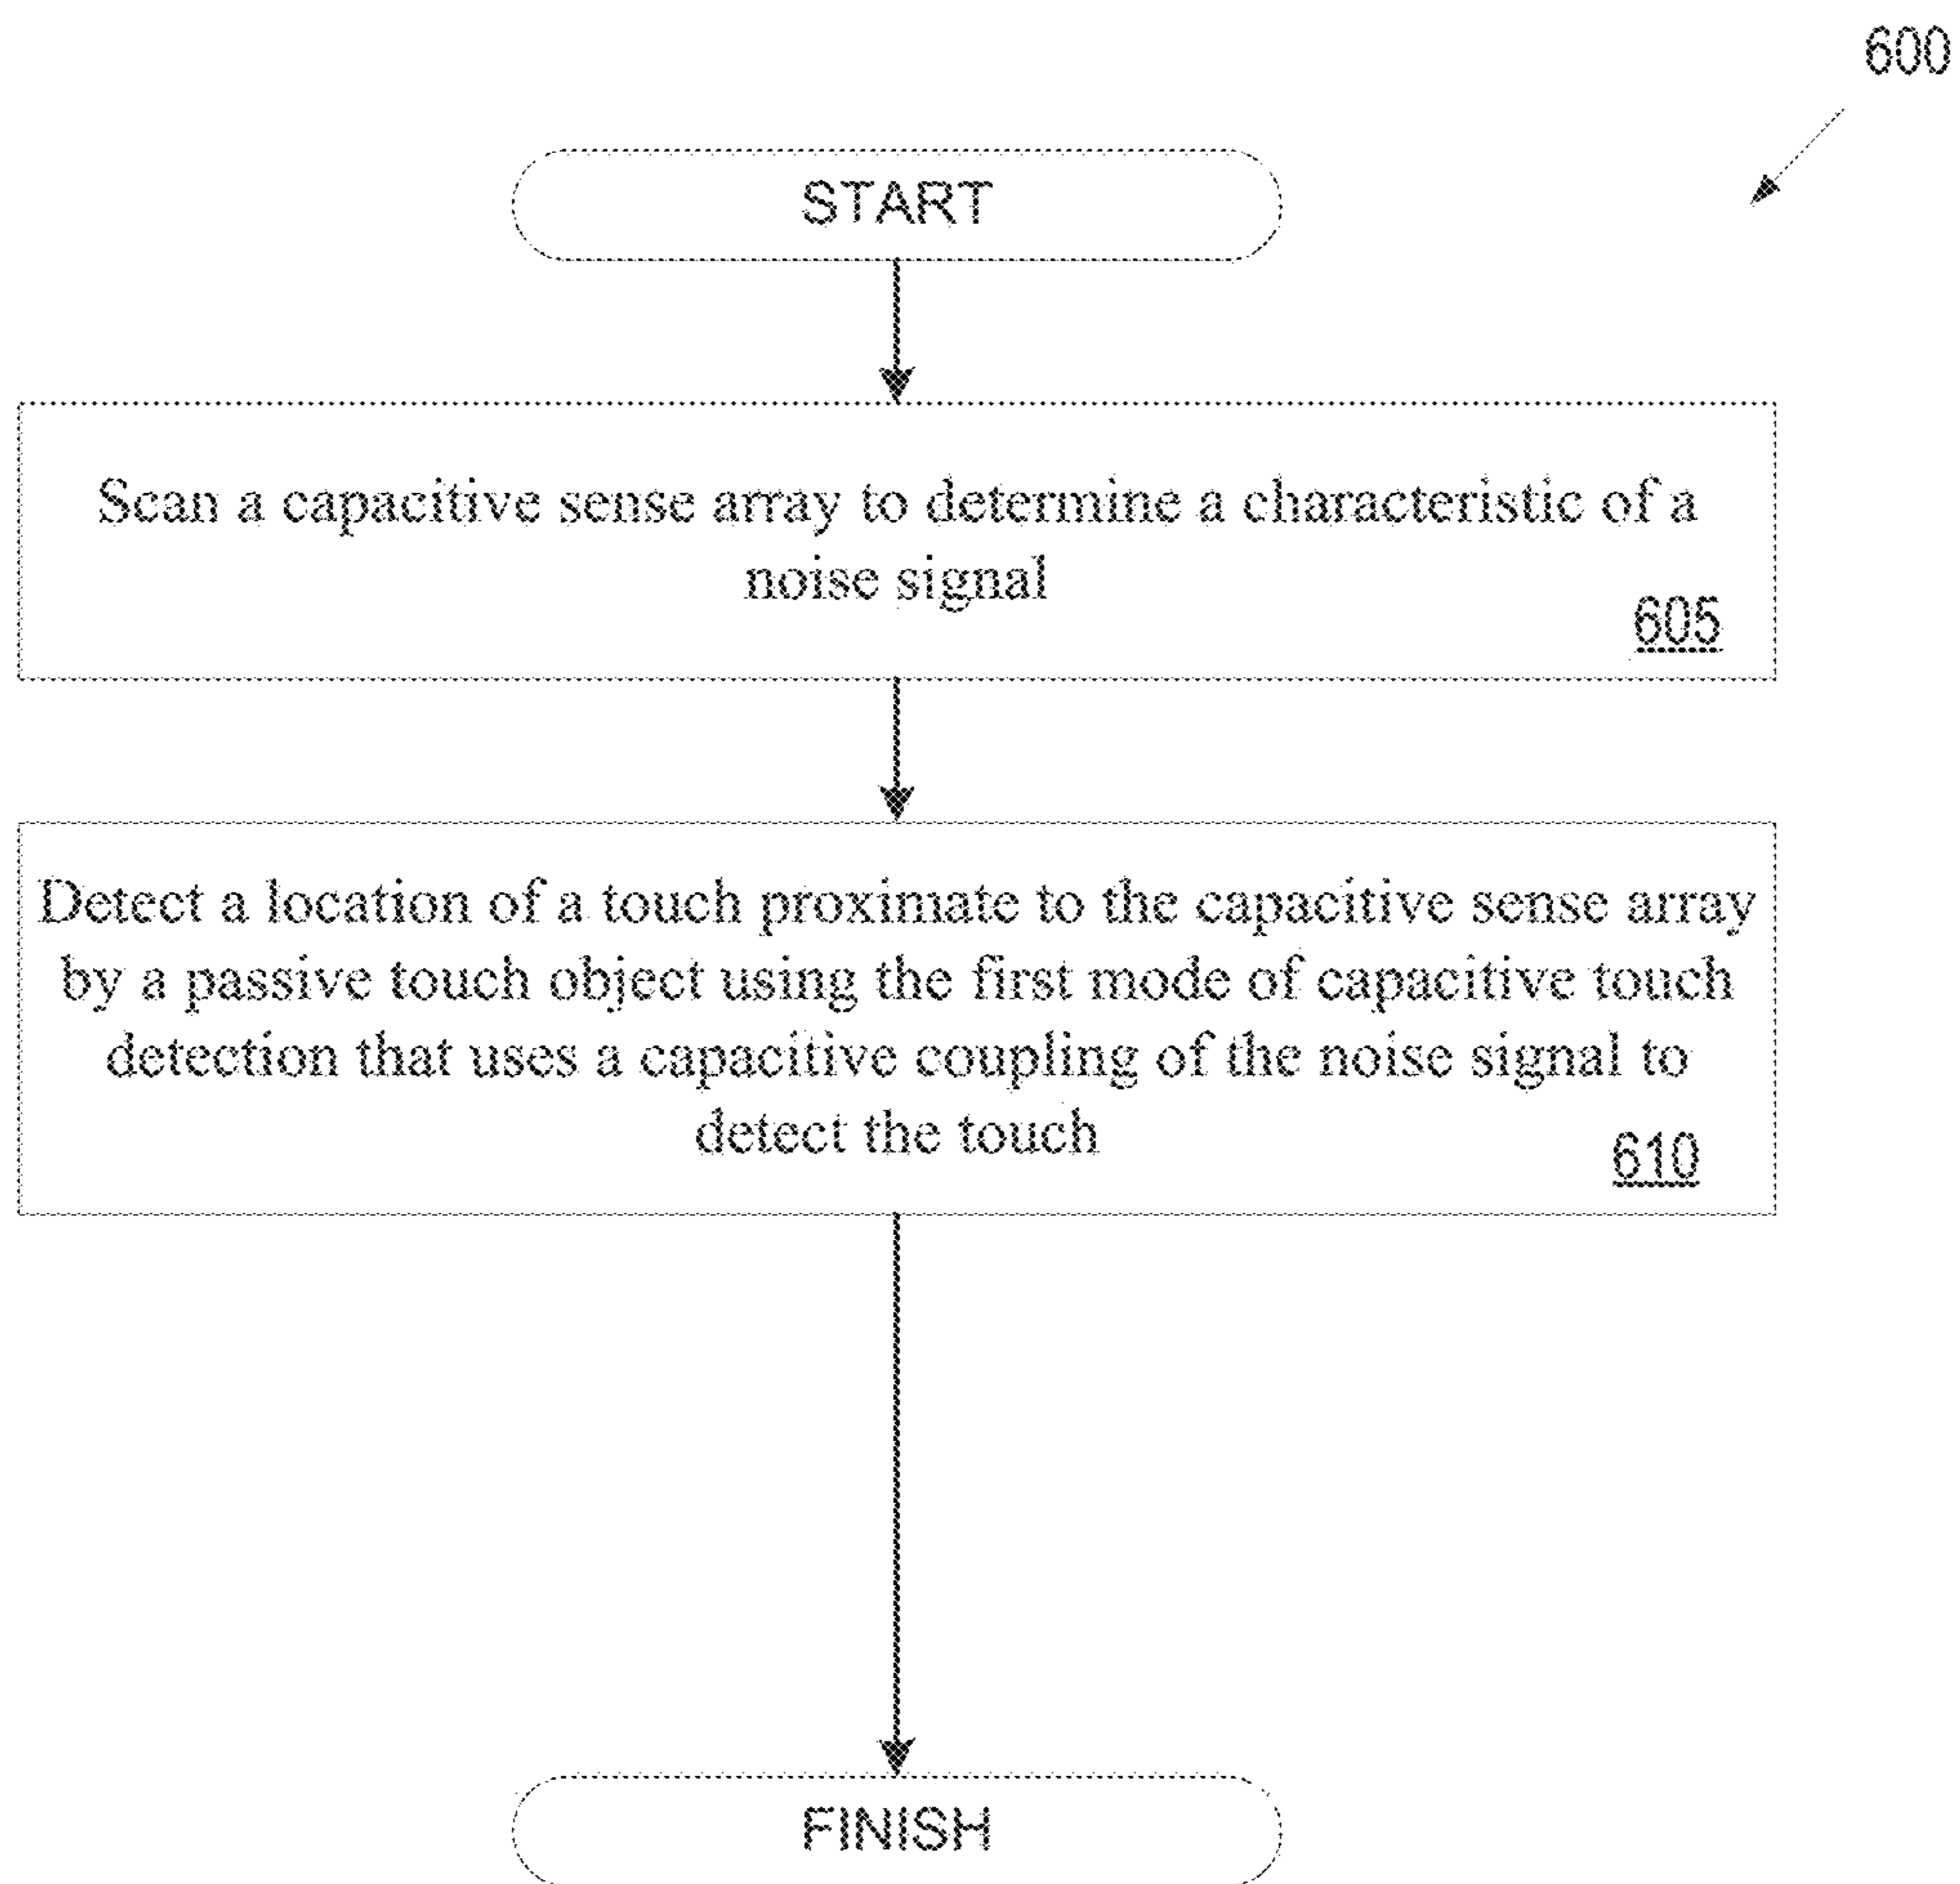 600
START
Scan a capacitive sense array to determine a characteristic of a
noise signal
605
Detect a location of a touch proximate to the capacitive sense array
by a passive touch object using the first mode of capacitive touch
detection that uses a capacitive coupling of the noise signal to
detect the touch
610
FINISH